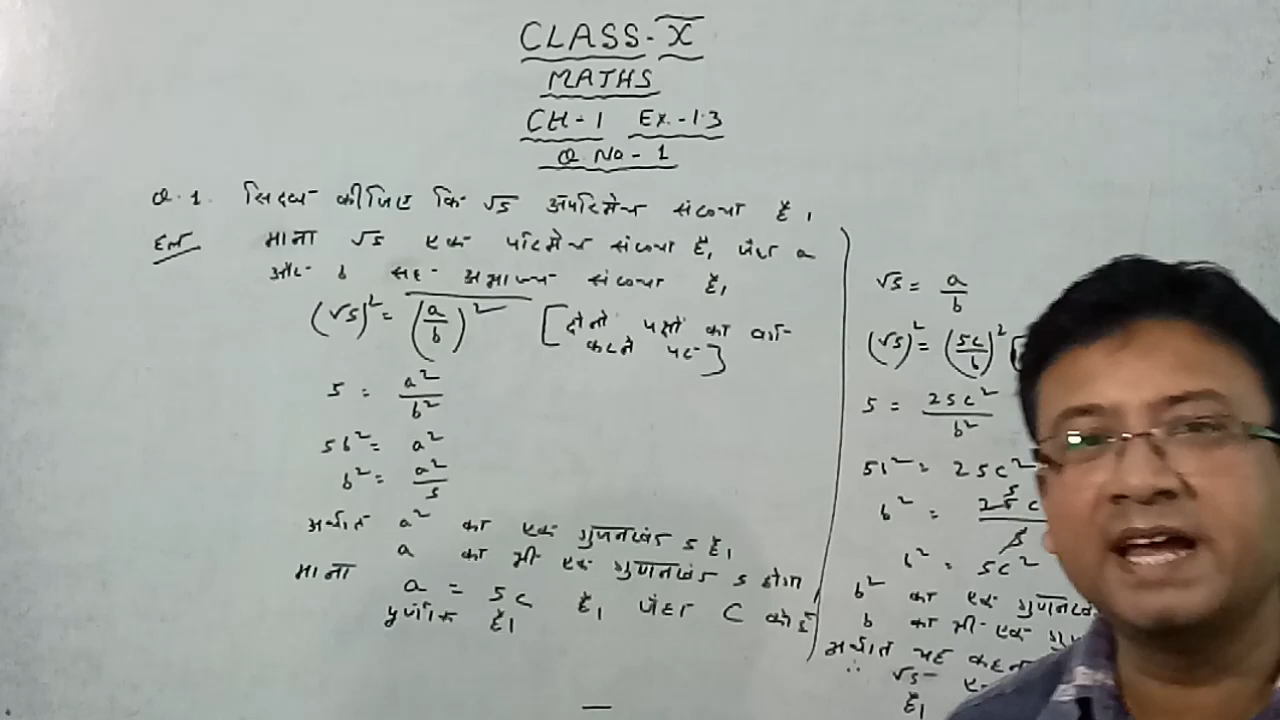 CLASS - X
MATHS
CH - 1 Ex. - 1.3
Q. No - 1
Q. 1. सिद्ध कीजिए कि √5 अपरिमेय संख्या है।
हल माना √5 एक परिमेय संख्या है, जहाँ a
और b सह-अभाज्य संख्या है,
(√5)² = (a/b)² [दोनो पक्षों का वर्ग
करने पर]
5 = a²/b²
5b² = a²
b² = a²/5
अर्थात a² का एक गुणनखंड 5 है,
a का भी एक गुणनखंड 5 होगा
माना a = 5c है, जहाँ C कोई
पूर्णांक है।
√5 = a/b
(√5)² = (5c/b)² [
5 = 25c²/b²
5b² = 25c²
b² = 25c
5
5
b² = 5c²
b² का एक गुणनखं
b का भी एक गु
अर्थात यह कहना
∴ √5 ए
है।